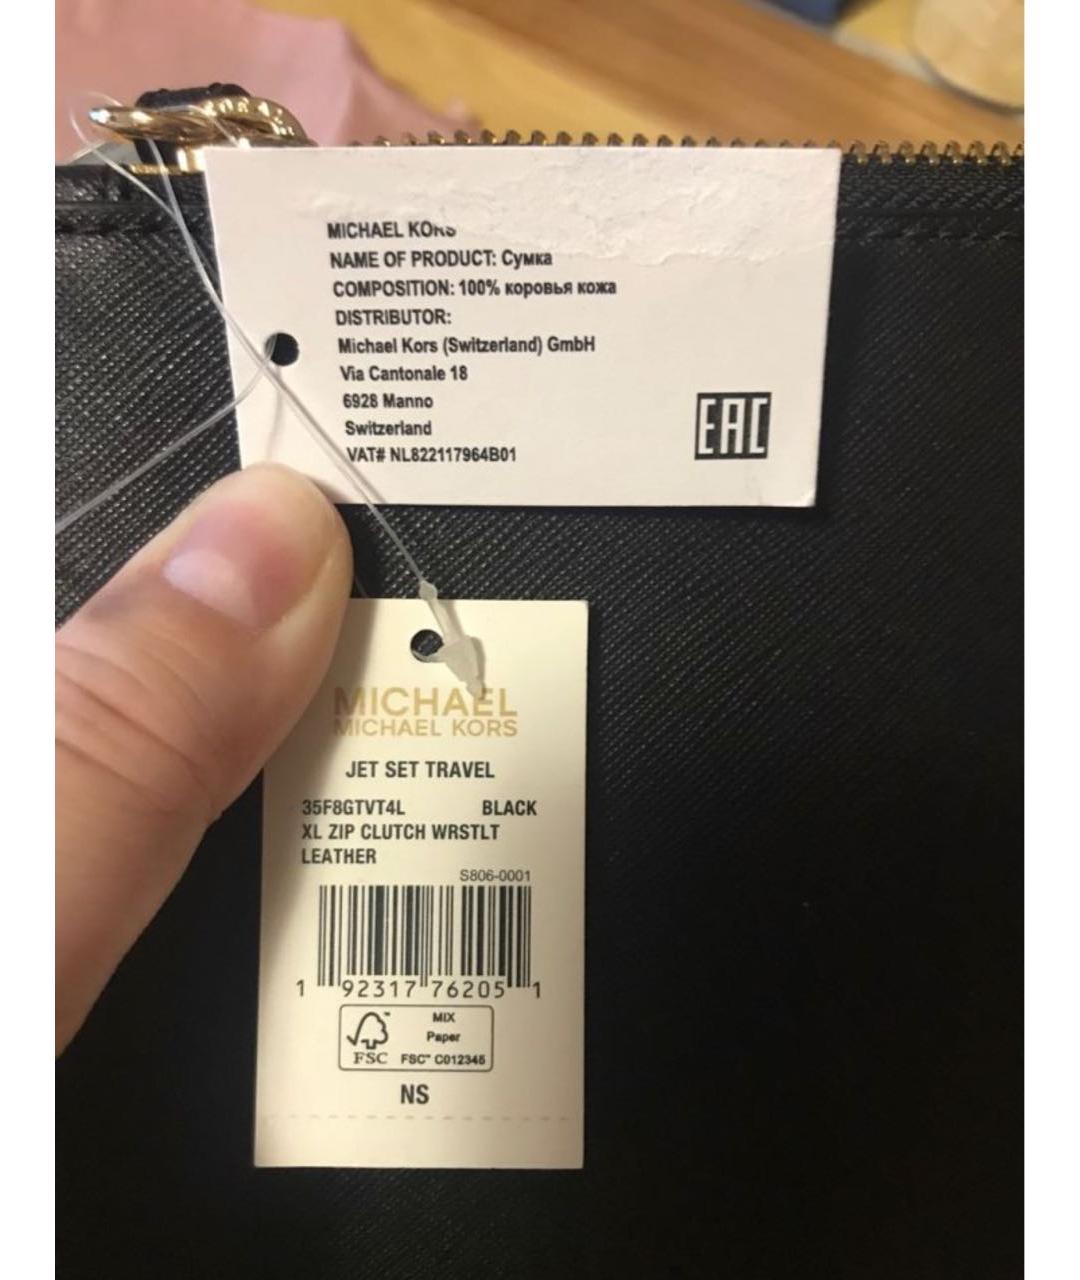 MICHAEL KORS
NAME OF PRODUCT: Сумка
COMPOSITION: 100% коровья кожа
DISTRIBUTOR:
Michael Kors (Switzerland) GmbH
Via Cantonale 18
6928 Manno
Switzerland
VAT# NL822117964B01
EAC
MICHAEL
MICHAEL KORS
JET SET TRAVEL
35F8GTVT4L BLACK
XL ZIP CLUTCH WRSTLT
LEATHER
S806-0001
1 92317 76205 1
MIX
Paper
FSC FSC™ C012345
NS